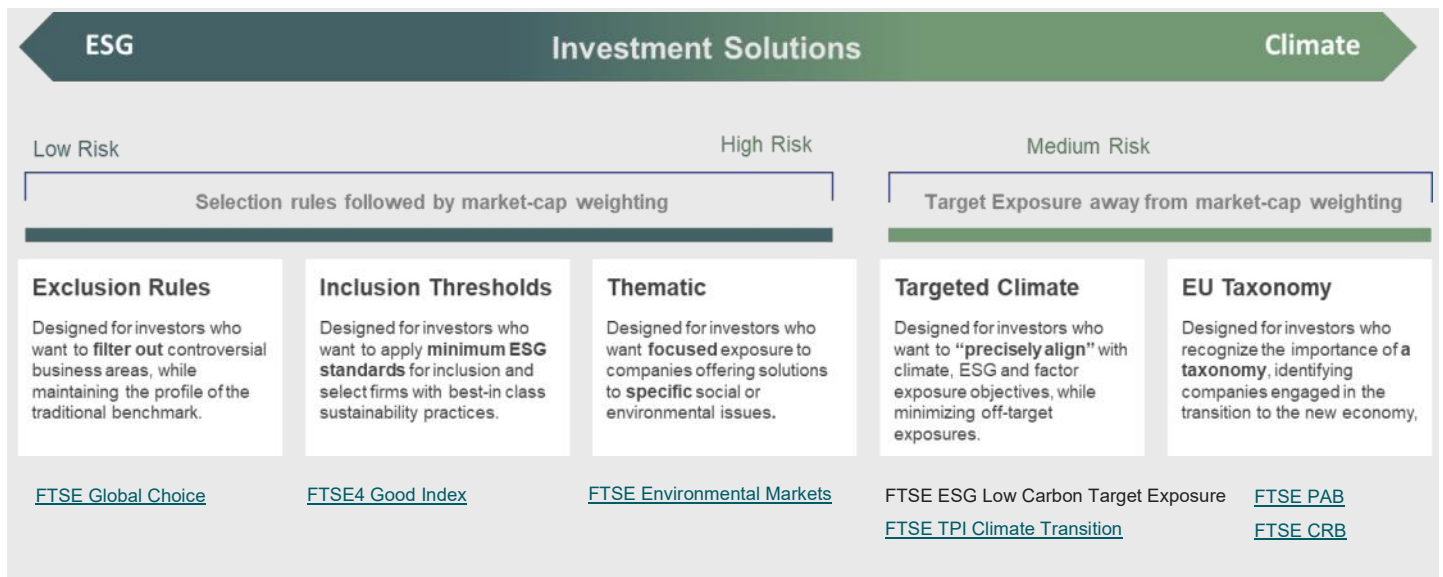 ESG
Investment Solutions
Climate
Low Risk
High Risk
Medium Risk
Selection rules followed by market-cap weighting
Target Exposure away from market-cap weighting
Exclusion Rules
Designed for investors who
want to filter out controversial
business areas, while
maintaining the profile of the
traditional benchmark.
Inclusion Thresholds
Designed for investors who
want to apply minimum ESG
standards for inclusion and
select firms with best-in class
sustainability practices.
Thematic
Designed for investors who
want focused exposure to
companies offering solutions
to specific social or
environmental issues.
Targeted Climate
Designed for investors who
want to “precisely align” with
climate, ESG and factor
exposure objectives, while
minimizing off-target
exposures.
EU Taxonomy
Designed for investors who
recognize the importance of a
taxonomy, identifying
companies engaged in the
transition to the new economy,
FTSE Global Choice
FTSE4 Good Index
FTSE Environmental Markets
FTSE ESG Low Carbon Target Exposure
FTSE TPI Climate Transition
FTSE PAB
FTSE CRB